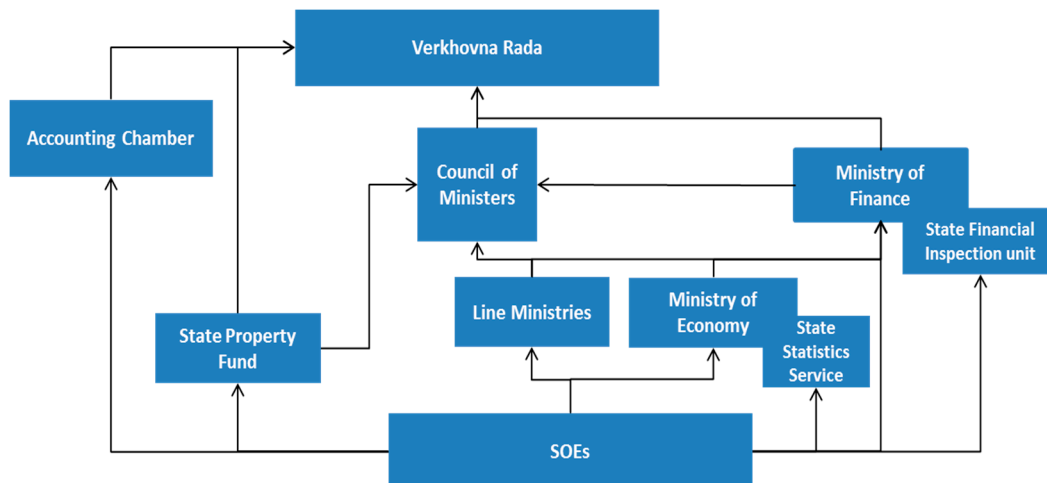 Verkhovna Rada
Accounting Chamber
Council of
Ministers
Ministry of
Finance
State Financial
Inspection unit
Line Ministries
Ministry of
Economy
State
Statistics
Service
State Property
Fund
SOEs